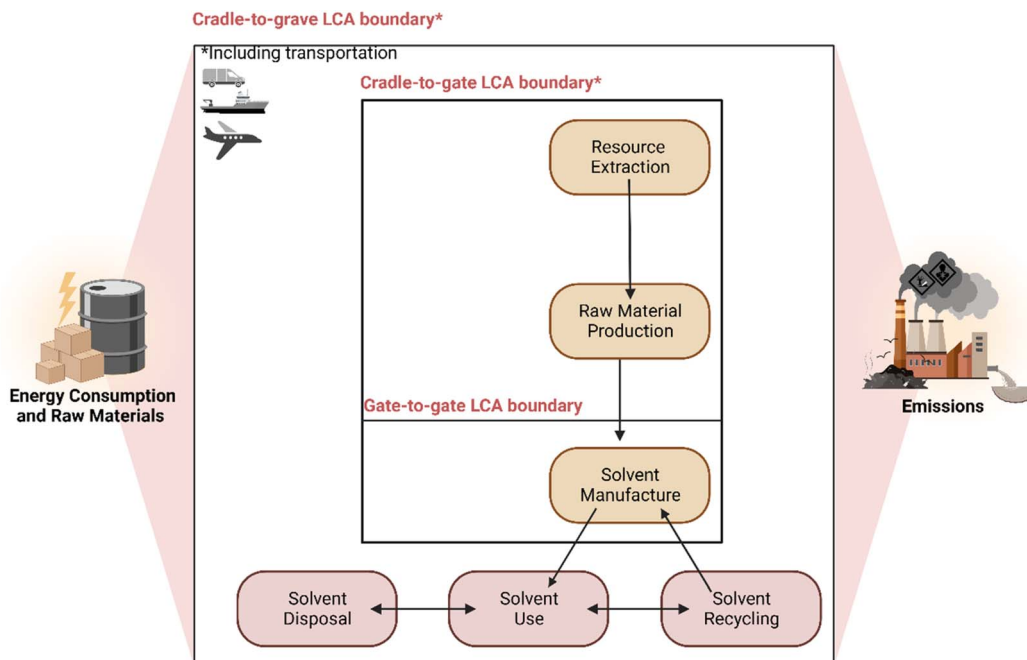 Cradle-to-grave LCA boundary*
*Including transportation
Cradle-to-gate LCA boundary*
Resource
Extraction
Raw Material
Production
Energy Consumption
and Raw Materials
Emissions
Gate-to-gate LCA boundary
Solvent
Manufacture
Solvent
Disposal
Solvent
Use
Solvent
Recycling